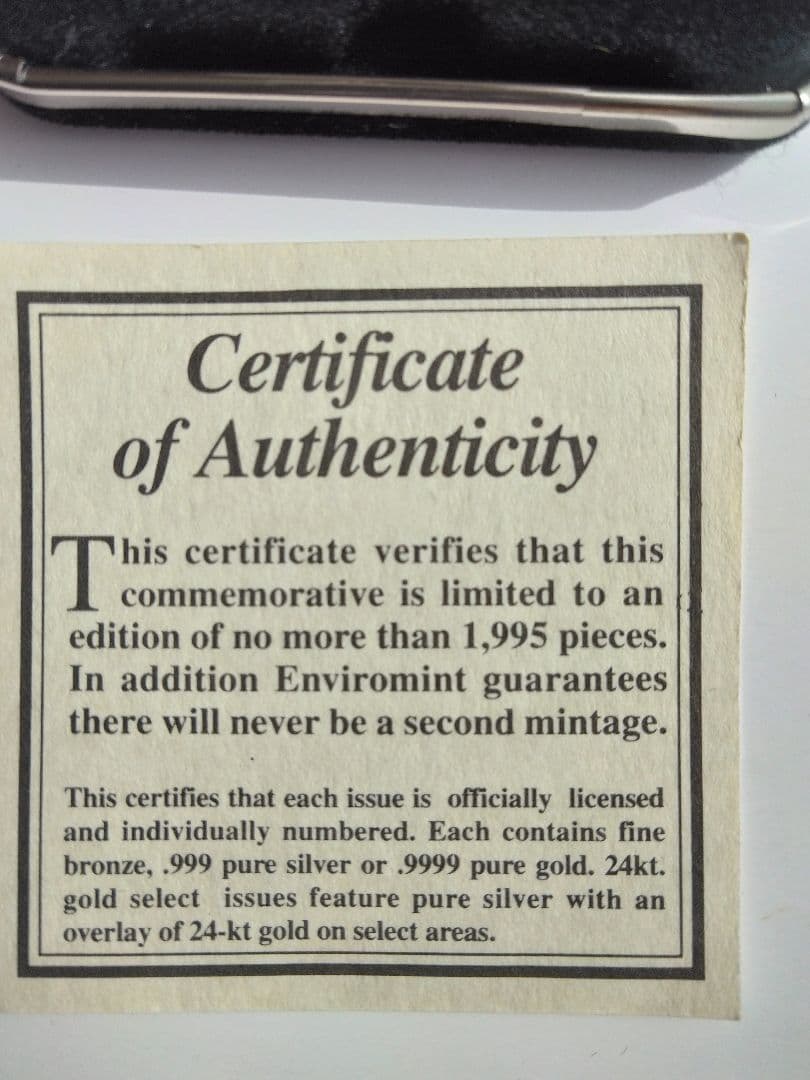 Certificate
of Authenticity
This certificate verifies that this
commemorative is limited to an
edition of no more than 1,995 pieces.
In addition Enviromint guarantees
there will never be a second mintage.
This certifies that each issue is officially licensed
and individually numbered. Each contains fine
bronze, .999 pure silver or .9999 pure gold. 24kt.
gold select issues feature pure silver with an
overlay of 24-kt gold on select areas.